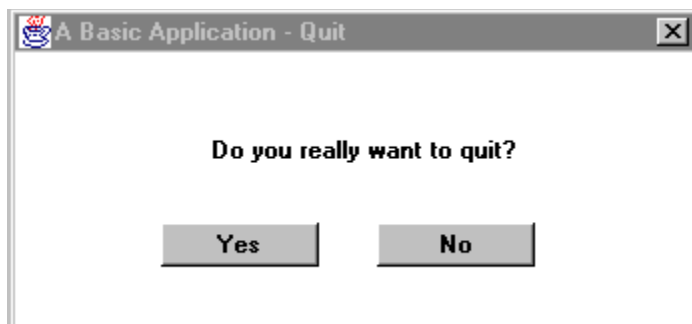 A Basic Application - Quit
Do you really want to quit?
Yes No